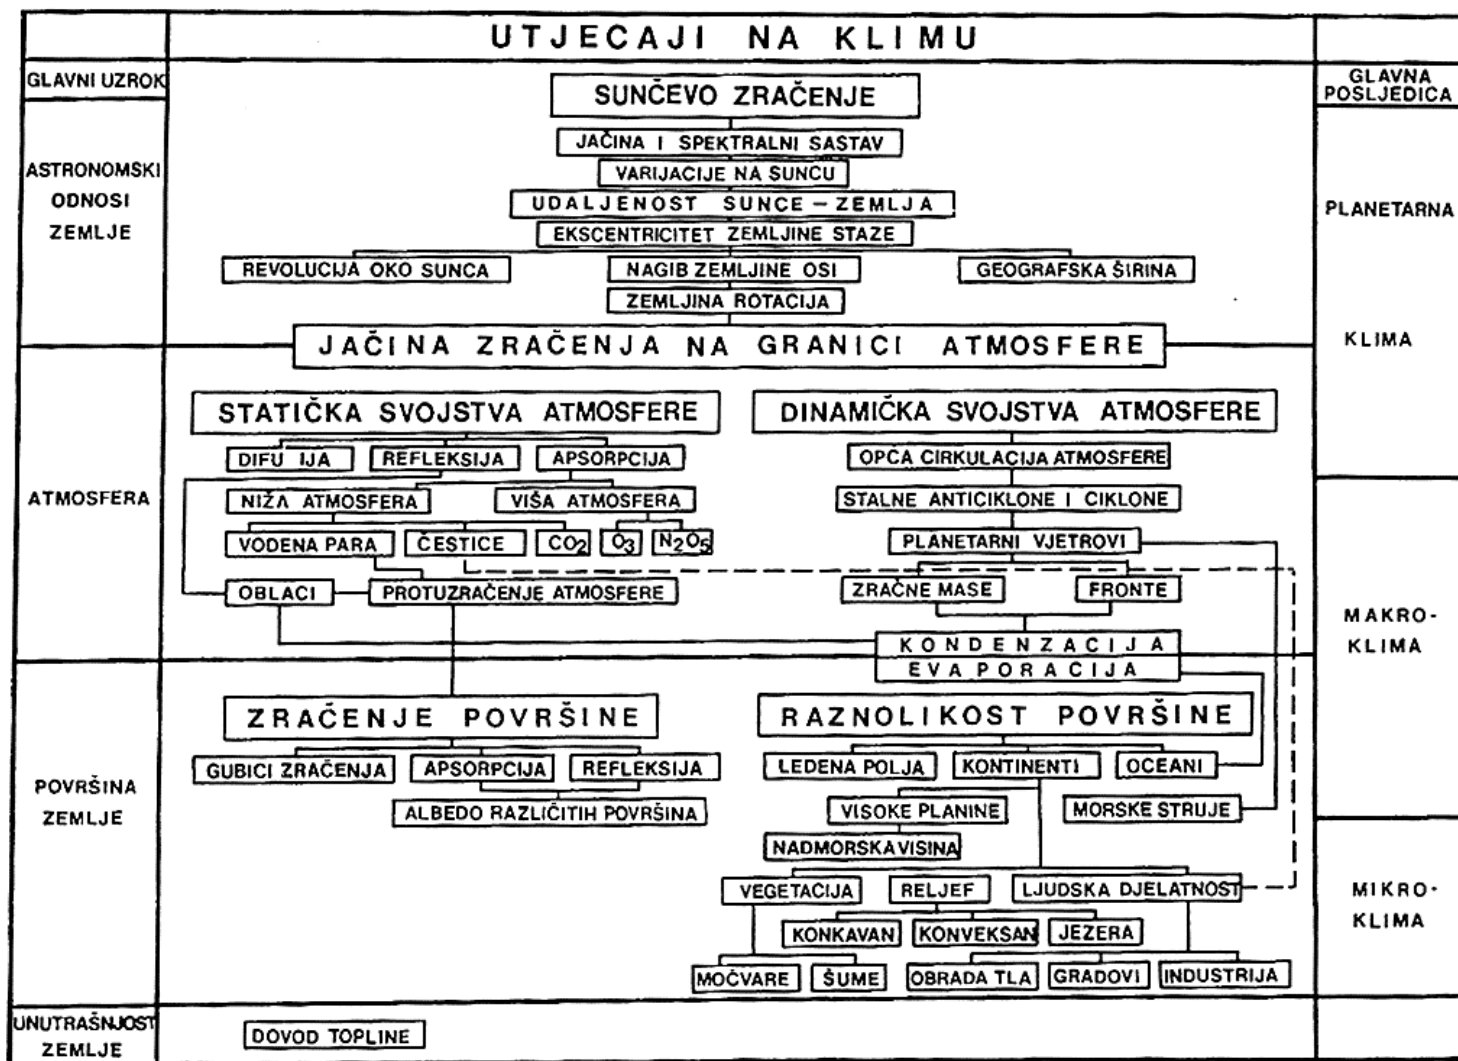 UTJECAJI NA KLIMU
GLAVNI UZROK
SUNČEVO ZRAČENJE
GLAVNA
POSLJEDICA
JAČINA I SPEKTRALNI SASTAV
VARIJACIJE NA SUNCU
ASTRONOMSKI
ODNOSI
ZEMLJE
UDALJENOST SUNCE – ZEMLJA
PLANETARNA
EKSCENTRICITET ZEMLJINE STAZE
REVOLUCIJA OKO SUNCA
NAGIB ZEMLJINE OSI
GEOGRAFSKA ŠIRINA
ZEMLJINA ROTACIJA
JAČINA ZRAČENJA NA GRANICI ATMOSFERE
KLIMA
STATIČKA SVOJSTVA ATMOSFERE
DINAMIČKA SVOJSTVA ATMOSFERE
DIFU IJA
REFLEKSIJA
APSORPCIJA
OPĆA CIRKULACIJA ATMOSFERE
ATMOSFERA
NIŽA ATMOSFERA
VIŠA ATMOSFERA
STALNE ANTICIKLONE I CIKLONE
VODENA PARA
ČESTICE
CO2
O3
N2O5
PLANETARNI VJETROVI
OBLACI
PROTUZRAČENJE ATMOSFERE
ZRAČNE MASE
FRONTE
MAKRO-
KLIMA
KONDENZACIJA
EVAPORACIJA
ZRAČENJE POVRŠINE
RAZNOLIKOST POVRŠINE
GUBICI ZRAČENJA
APSORPCIJA
REFLEKSIJA
LEDENA POLJA
KONTINENTI
OCEANI
POVRŠINA
ZEMLJE
ALBEDO RAZLIČITIH POVRŠINA
VISOKE PLANINE
MORSKE STRUJE
NADMORSKA VISINA
VEGETACIJA
RELJEF
LJUDSKA DJELATNOST
MIKRO-
KLIMA
KONKAVAN
KONVEKSAN
JEZERA
MOČVARE
ŠUME
OBRADA TLA
GRADOVI
INDUSTRIJA
UNUTRAŠNJOST
ZEMLJE
DOVOD TOPLINE